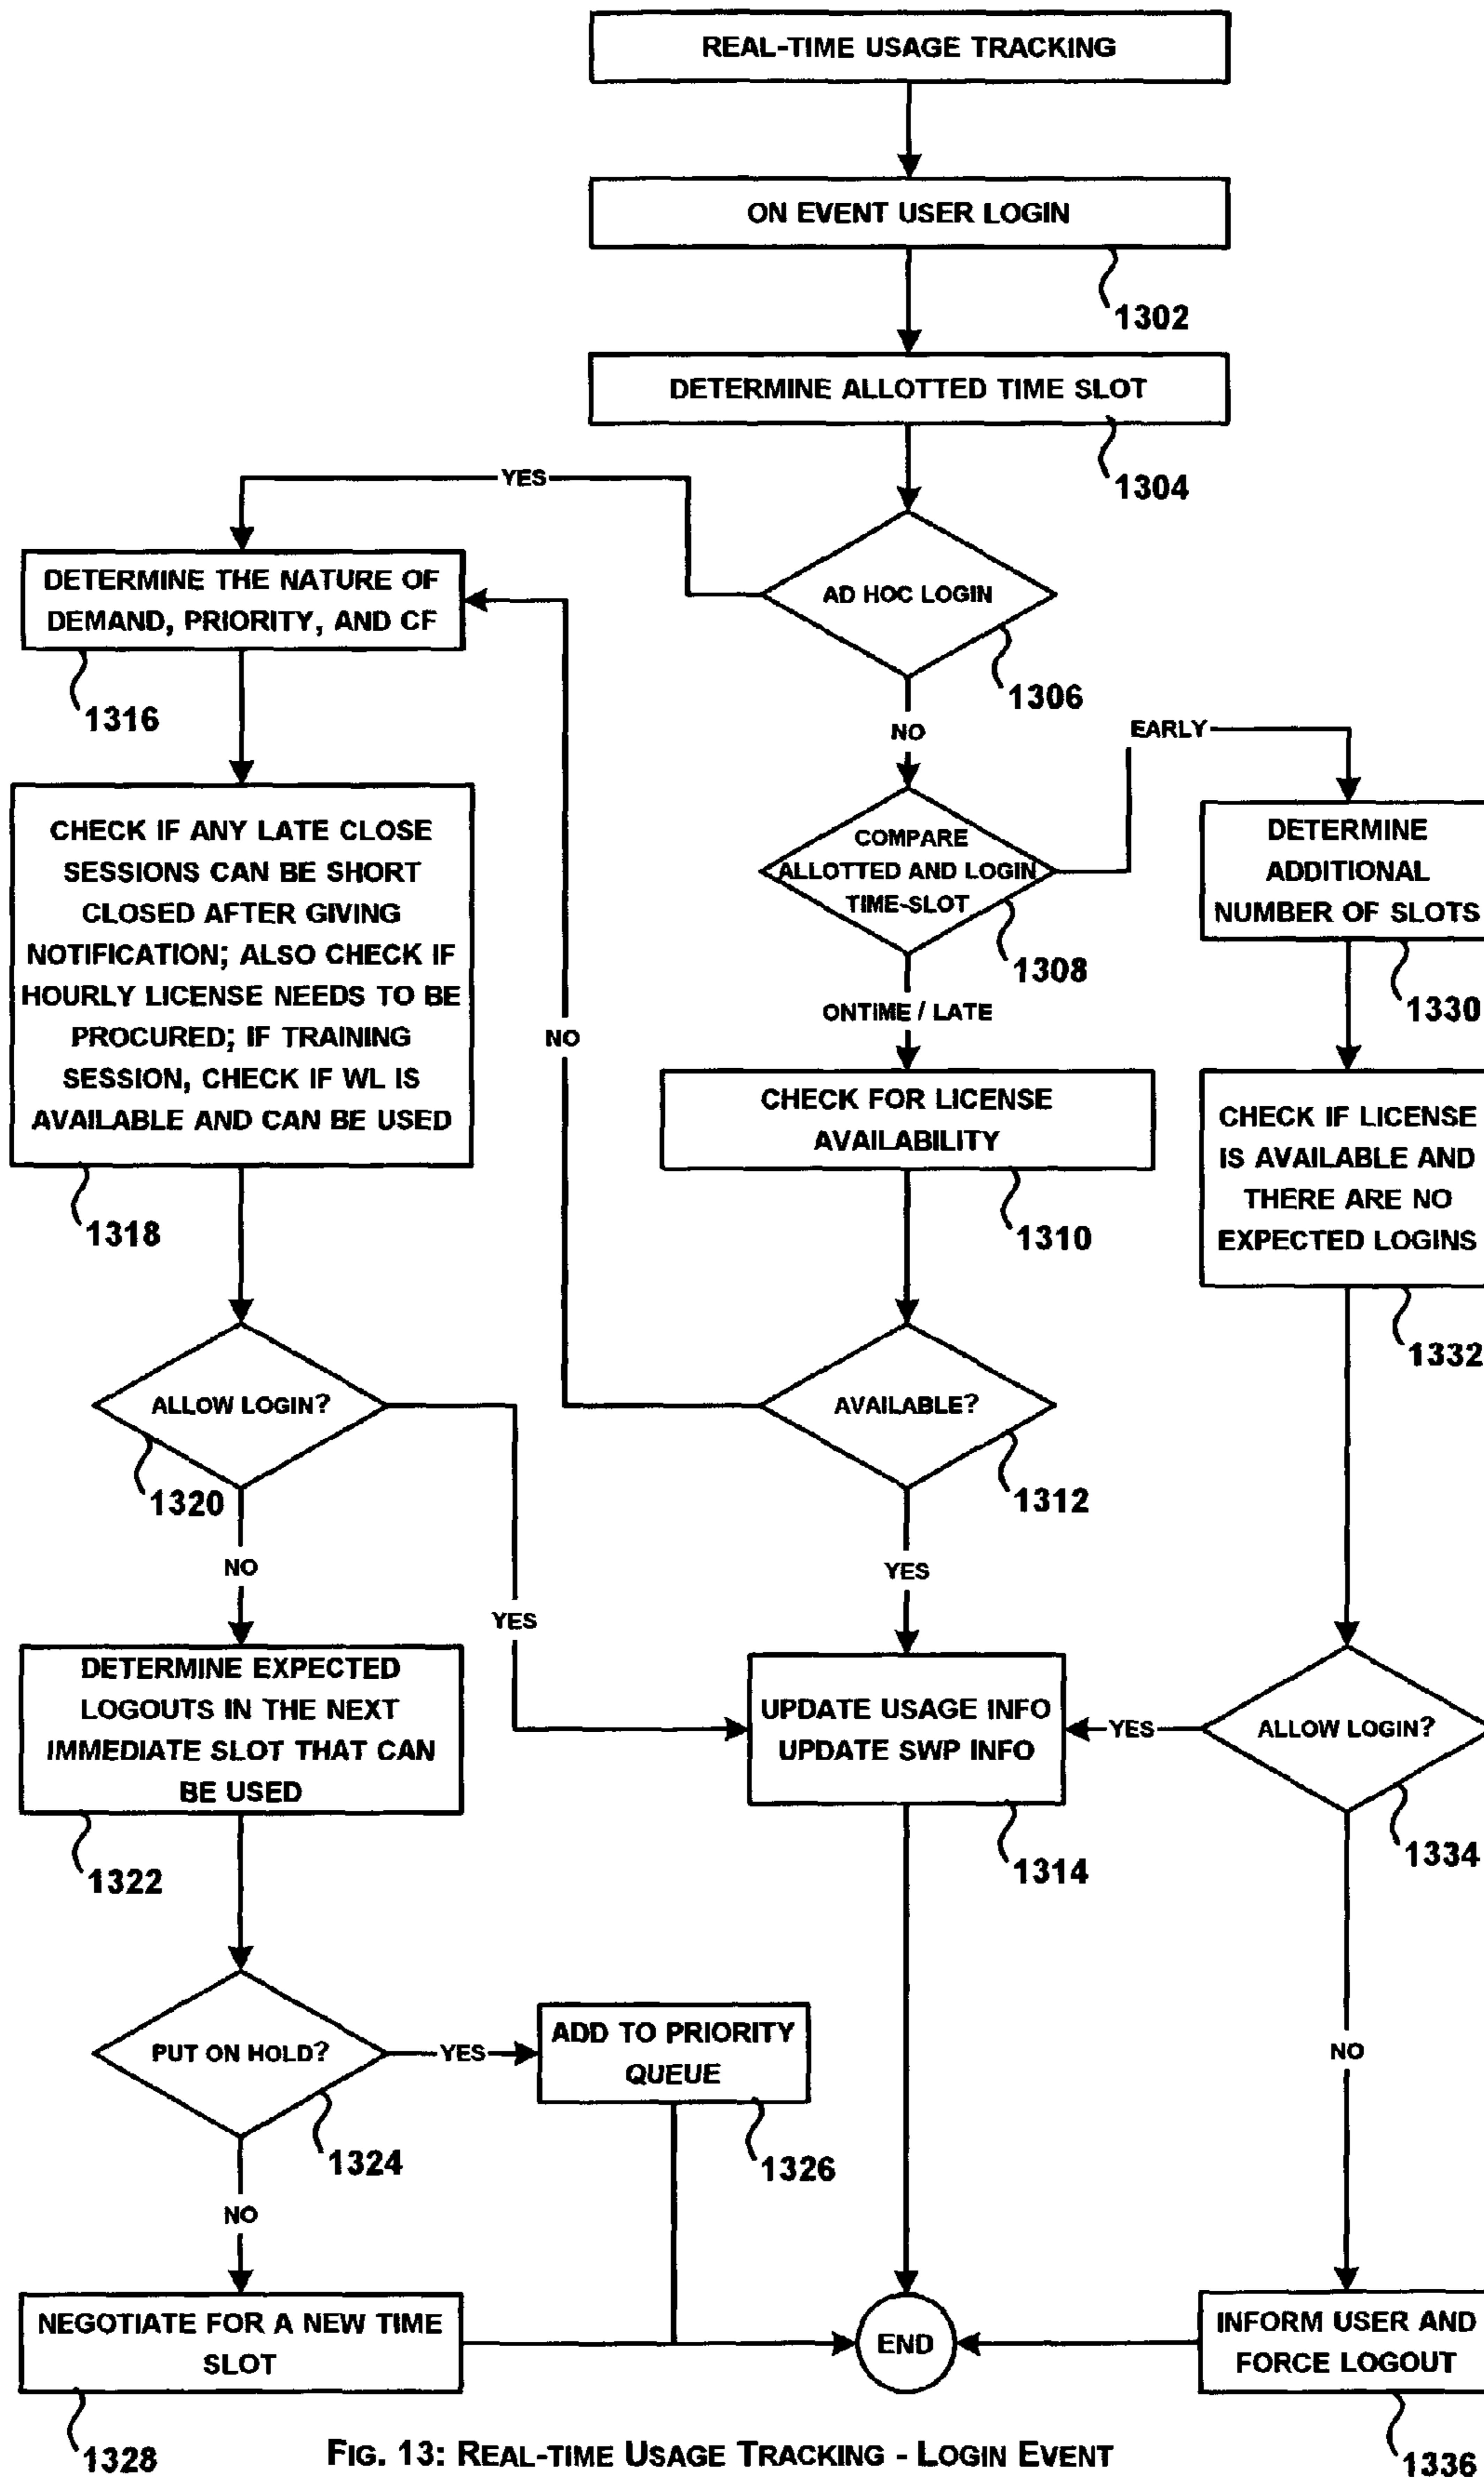 REAL-TIME USAGE TRACKING
ON EVENT USER LOGIN
1302
DETERMINE ALLOTTED TIME SLOT
1304
YES
AD HOC LOGIN
1306
DETERMINE THE NATURE OF
DEMAND, PRIORITY, AND CF
1316
NO
EARLY
COMPARE
ALLOTTED AND LOGIN
TIME-SLOT
1308
DETERMINE
ADDITIONAL
NUMBER OF SLOTS
1330
CHECK IF ANY LATE CLOSE
SESSIONS CAN BE SHORT
CLOSED AFTER GIVING
NOTIFICATION; ALSO CHECK IF
HOURLY LICENSE NEEDS TO BE
PROCURED; IF TRAINING
SESSION, CHECK IF WL IS
AVAILABLE AND CAN BE USED
1318
NO
ONTIME / LATE
CHECK FOR LICENSE
AVAILABILITY
1310
CHECK IF LICENSE
IS AVAILABLE AND
THERE ARE NO
EXPECTED LOGINS
1332
ALLOW LOGIN?
1320
AVAILABLE?
1312
NO
YES
YES
DETERMINE EXPECTED
LOGOUTS IN THE NEXT
IMMEDIATE SLOT THAT CAN
BE USED
1322
UPDATE USAGE INFO
UPDATE SWP INFO
1314
YES
ALLOW LOGIN?
1334
PUT ON HOLD?
1324
YES
ADD TO PRIORITY
QUEUE
1326
NO
NO
NEGOTIATE FOR A NEW TIME
SLOT
1328
END
INFORM USER AND
FORCE LOGOUT
1336
FIG. 13: REAL-TIME USAGE TRACKING - LOGIN EVENT